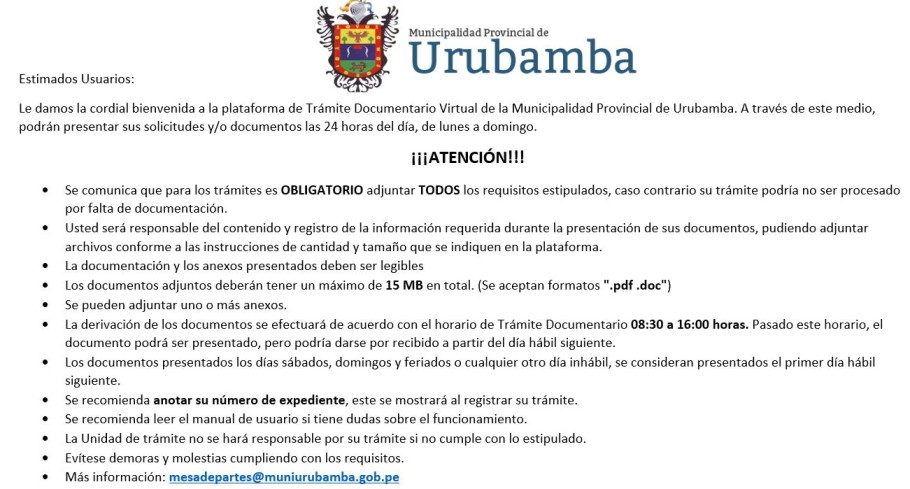 Municipalidad Provincial de
Urubamba
Estimados Usuarios:
Le damos la cordial bienvenida a la plataforma de Trámite Documentario Virtual de la Municipalidad Provincial de Urubamba. A través de este medio,
podrán presentar sus solicitudes y/o documentos las 24 horas del día, de lunes a domingo.
¡¡¡ATENCIÓN!!!
• Se comunica que para los trámites es OBLIGATORIO adjuntar TODOS los requisitos estipulados, caso contrario su trámite podría no ser procesado
por falta de documentación.
• Usted será responsable del contenido y registro de la información requerida durante la presentación de sus documentos, pudiendo adjuntar
archivos conforme a las instrucciones de cantidad y tamaño que se indiquen en la plataforma.
• La documentación y los anexos presentados deben ser legibles
• Los documentos adjuntos deberán tener un máximo de 15 MB en total. (Se aceptan formatos ".pdf .doc")
• Se pueden adjuntar uno o más anexos.
• La derivación de los documentos se efectuará de acuerdo con el horario de Trámite Documentario 08:30 a 16:00 horas. Pasado este horario, el
documento podrá ser presentado, pero podría darse por recibido a partir del día hábil siguiente.
• Los documentos presentados los días sábados, domingos y feriados o cualquier otro día inhábil, se consideran presentados el primer día hábil
siguiente.
• Se recomienda anotar su número de expediente, este se mostrará al registrar su trámite.
• Se recomienda leer el manual de usuario si tiene dudas sobre el funcionamiento.
• La Unidad de trámite no se hará responsable por su trámite si no cumple con lo estipulado.
• Evítese demoras y molestias cumpliendo con los requisitos.
• Más información: mesadepartes@muniurubamba.gob.pe